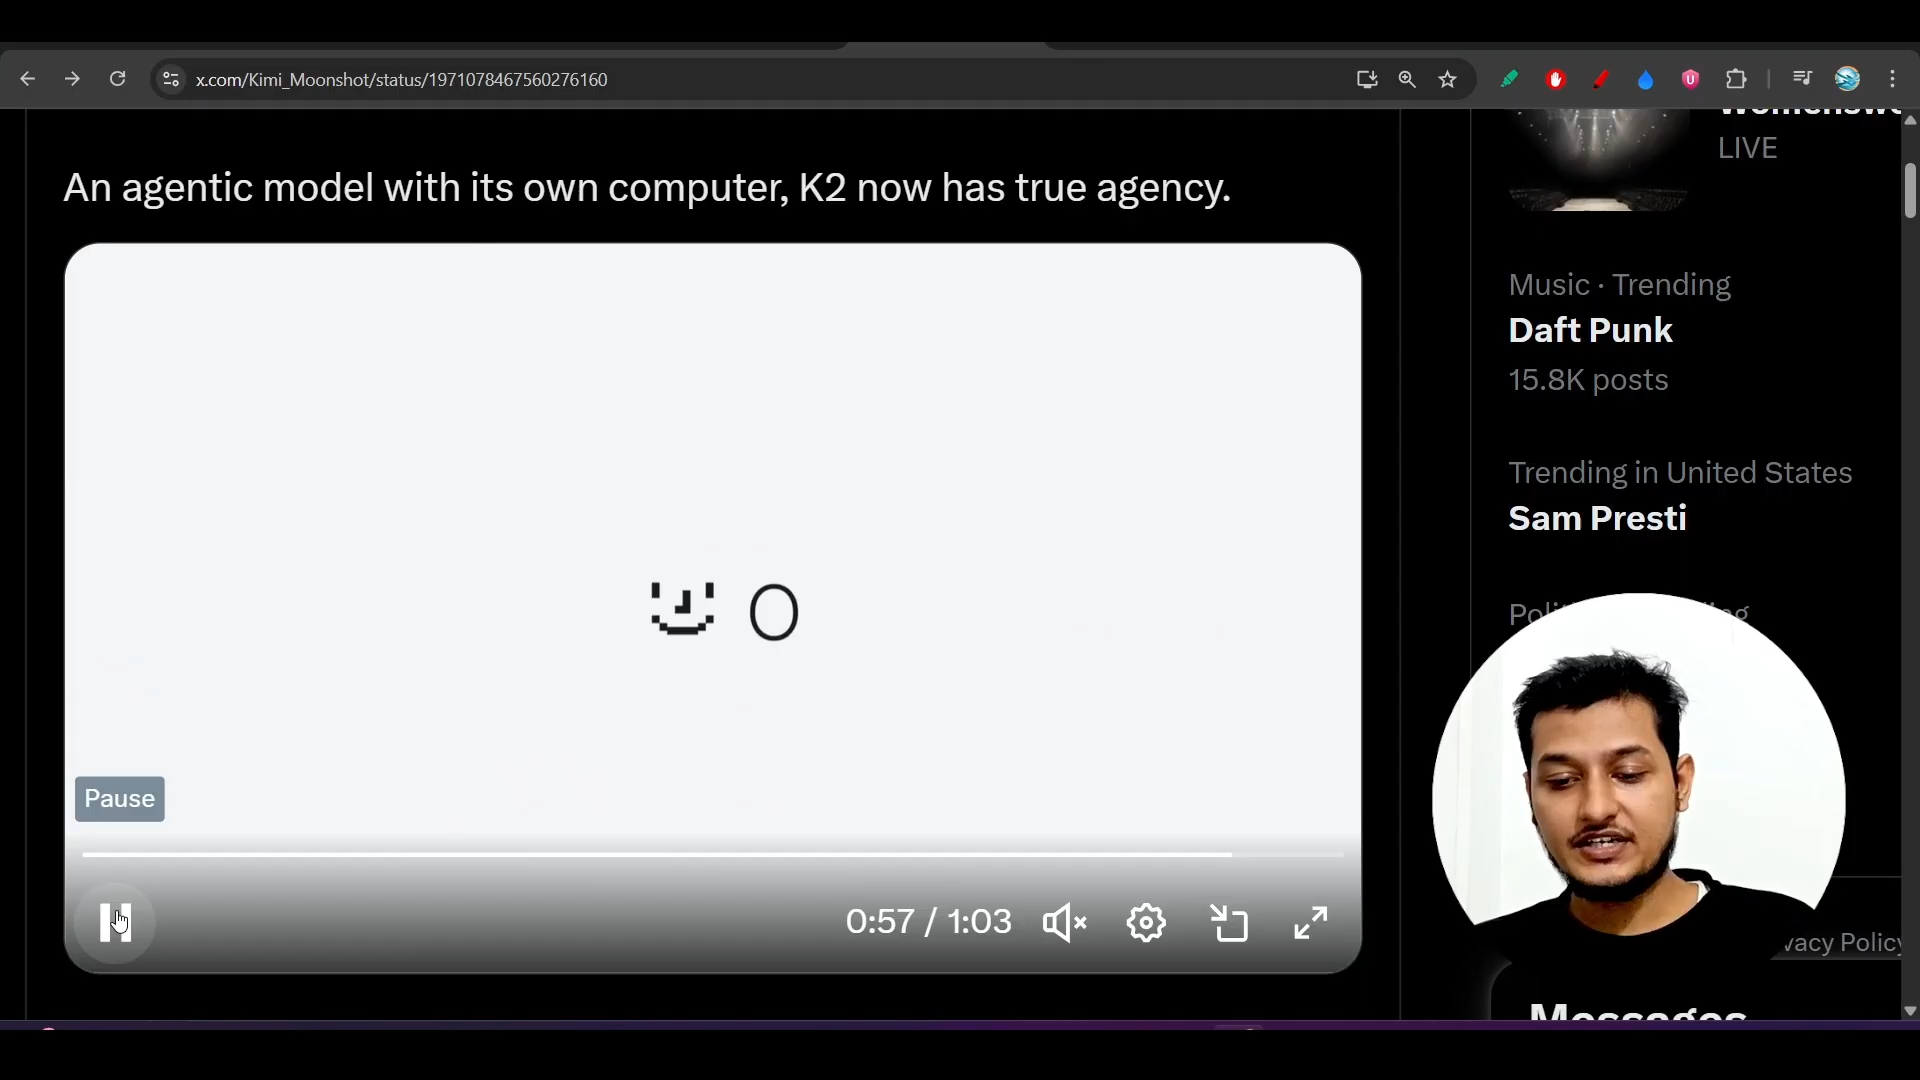 x.com/Kimi_Moonshot/status/1971078467560276160
LIVE
An agentic model with its own computer, K2 now has true agency.
Music · Trending
Daft Punk
15.8K posts
Trending in United States
Sam Presti
O
Pause
0:57 / 1:03
Policy
Messages